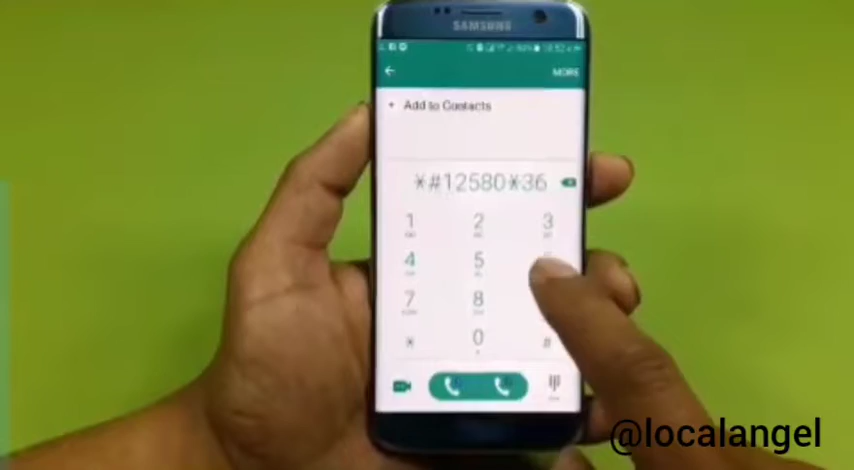 SAMSUNG
MORE
+ Add to Contacts
*#12580*36
1 2 3
4 5
7 8
* 0 #
@localangel